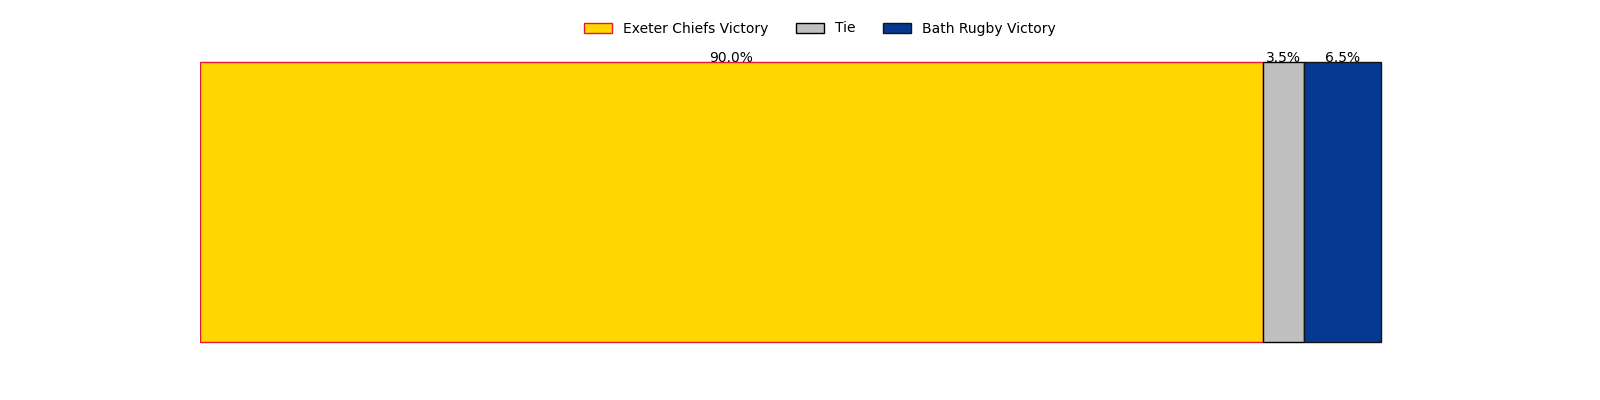 Exeter Chiefs Victory Tie Bath Rugby Victory
90.0% 3.5% 6.5%